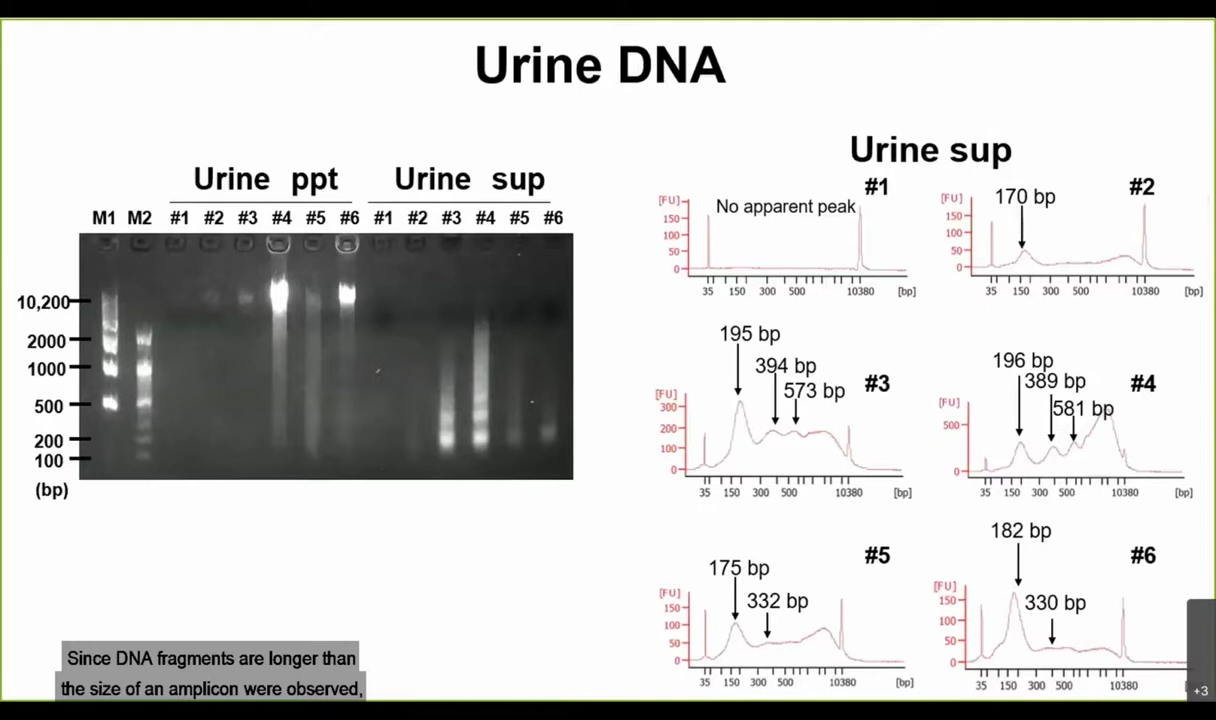 Urine DNA
Urine ppt
Urine sup
M1 M2 #1 #2 #3 #4 #5 #6 #1 #2 #3 #4 #5 #6
10,200
2000
1000
500
200
100
(bp)
Urine sup
#1
[FU]
No apparent peak
150
100
50
0
35 150 300 500 10380 [bp]
#2
[FU]
170 bp
150
100
50
0
35 150 300 500 10380 [bp]
#3
195 bp
394 bp
573 bp
[FU]
300
200
100
0
35 150 300 500 10380 [bp]
#4
196 bp
389 bp
581 bp
[FU]
500
0
35 150 300 500 10380 [bp]
#5
175 bp
332 bp
[FU]
150
100
50
0
35 150 300 500 10380 [bp]
#6
182 bp
330 bp
[FU]
150
100
50
0
35 150 300 500 10380 [bp]
Since DNA fragments are longer than
the size of an amplicon were observed,
+3